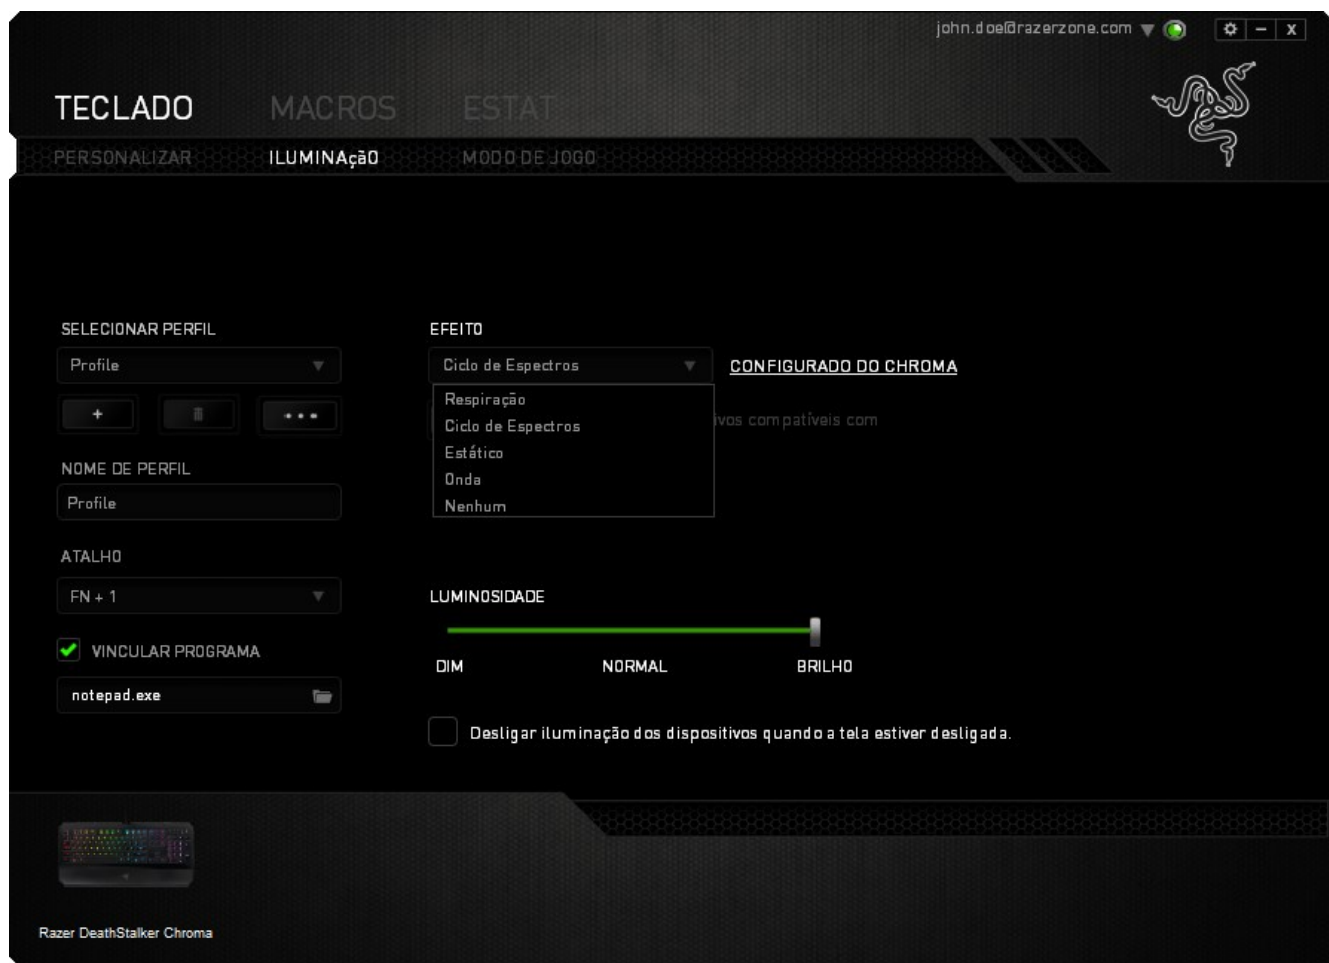 john.doe@razerzone.com
TECLADO MACROS ESTAT
PERSONALIZAR ILUMINAçãO MODO DE JOGO
SELECIONAR PERFIL
Profile
+
NOME DE PERFIL
Profile
ATALHO
FN + 1
VINCULAR PROGRAMA
notepad.exe
EFEITO
Ciclo de Espectros
CONFIGURADO DO CHROMA
Respiração
Ciclo de Espectros
Estático
Onda
Nenhum
ivos compatíveis com
LUMINOSIDADE
DIM NORMAL BRILHO
Desligar iluminação dos dispositivos quando a tela estiver desligada.
Razer DeathStalker Chroma